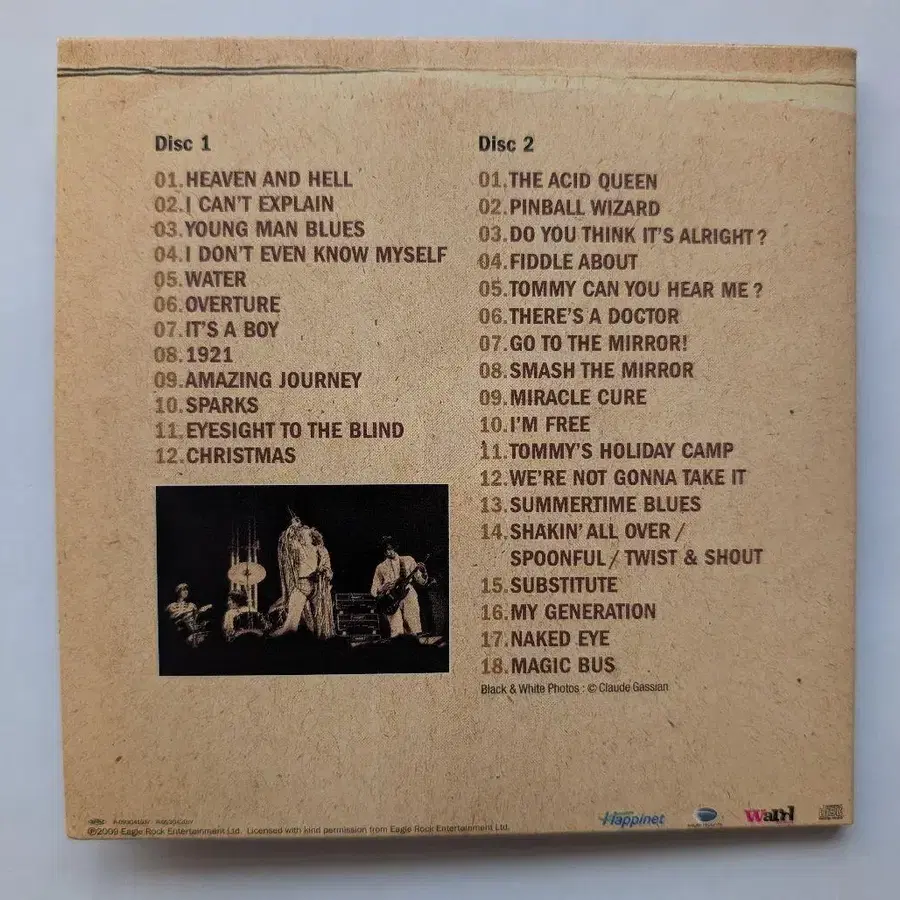 Disc 1
01.HEAVEN AND HELL
02.I CAN'T EXPLAIN
03.YOUNG MAN BLUES
04.I DON'T EVEN KNOW MYSELF
05.WATER
06.OVERTURE
07.IT'S A BOY
08.1921
09.AMAZING JOURNEY
10.SPARKS
11.EYESIGHT TO THE BLIND
12.CHRISTMAS
Disc 2
01.THE ACID QUEEN
02.PINBALL WIZARD
03.DO YOU THINK IT'S ALRIGHT?
04.FIDDLE ABOUT
05.TOMMY CAN YOU HEAR ME?
06.THERE'S A DOCTOR
07.GO TO THE MIRROR!
08.SMASH THE MIRROR
09.MIRACLE CURE
10.I'M FREE
11.TOMMY'S HOLIDAY CAMP
12.WE'RE NOT GONNA TAKE IT
13.SUMMERTIME BLUES
14.SHAKIN' ALL OVER /
SPOONFUL / TWIST & SHOUT
15.SUBSTITUTE
16.MY GENERATION
17.NAKED EYE
18.MAGIC BUS
Black & White Photos : © Claude Gassian
℗2009 Eagle Rock Entertainment Ltd. Licensed with kind permission from Eagle Rock Entertainment Ltd.
Happinet
WaRd